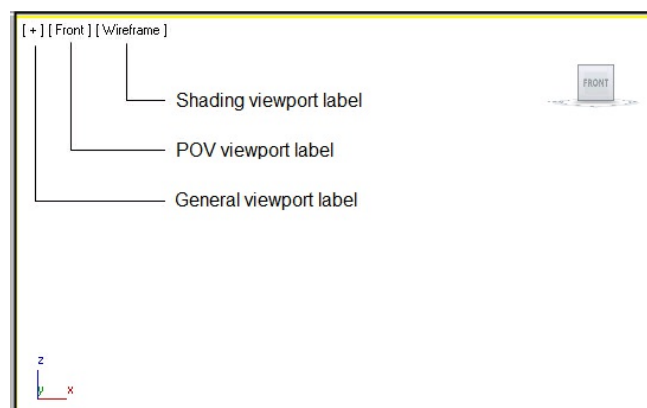 [ + ] [ Front ] [ Wireframe ]
FRONT
Shading viewport label
POV viewport label
General viewport label
z
y x